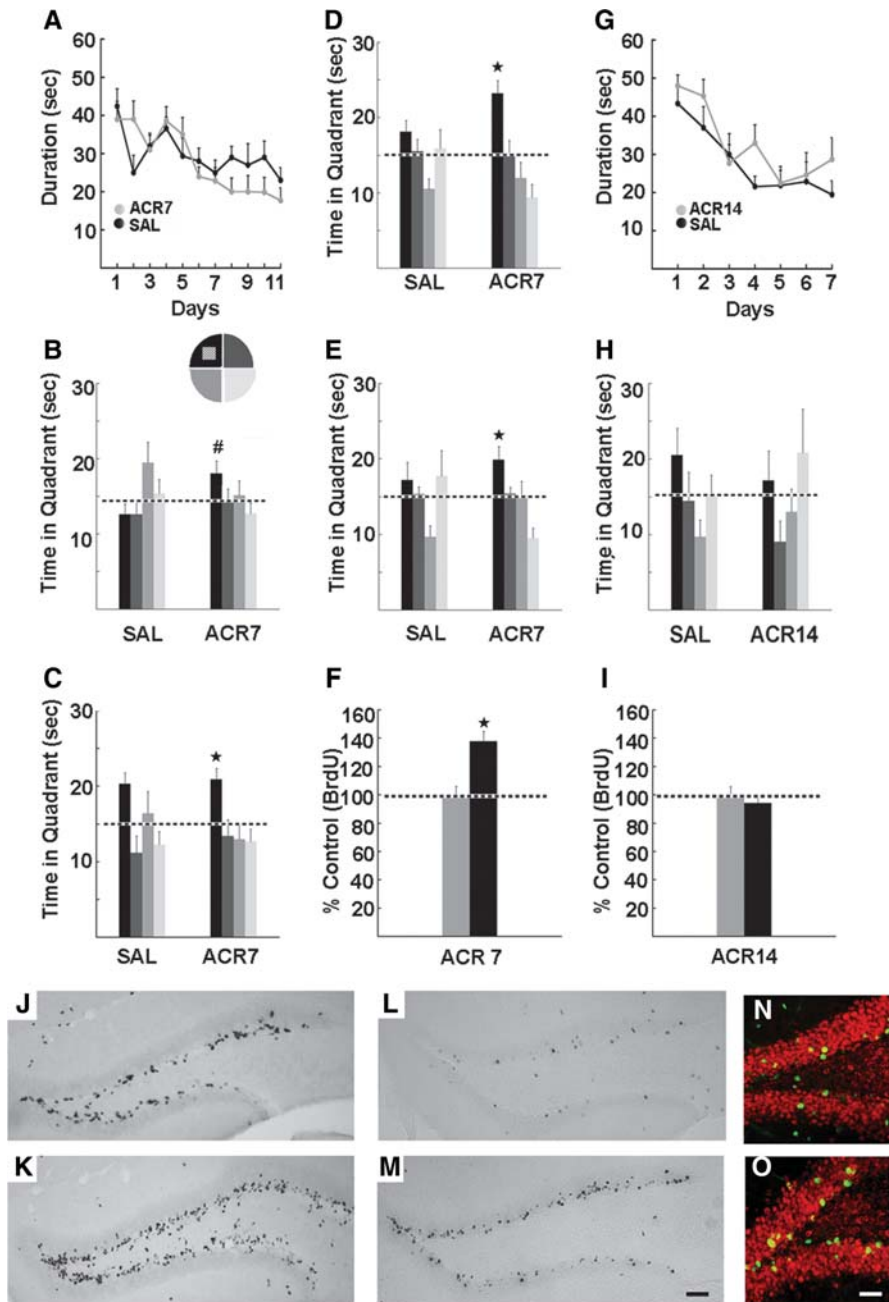 A
Duration (sec)
60
50
40
30
20
10
ACR7
SAL
1 3 5 7 9 11
Days
D
Time in Quadrant (sec)
30
20
10
★
SAL ACR7
G
Duration (sec)
60
50
40
30
20
10
ACR14
SAL
1 2 3 4 5 6 7
Days
B
Time in Quadrant (sec)
30
20
10
#
SAL ACR7
E
Time in Quadrant (sec)
30
20
10
★
SAL ACR7
H
Time in Quadrant (sec)
30
20
10
SAL ACR14
C
Time in Quadrant (sec)
30
20
10
★
SAL ACR7
F
% Control (BrdU)
160
140
120
100
80
60
40
20
★
ACR 7
I
% Control (BrdU)
160
140
120
100
80
60
40
20
ACR14
J
L
N
K
M
O